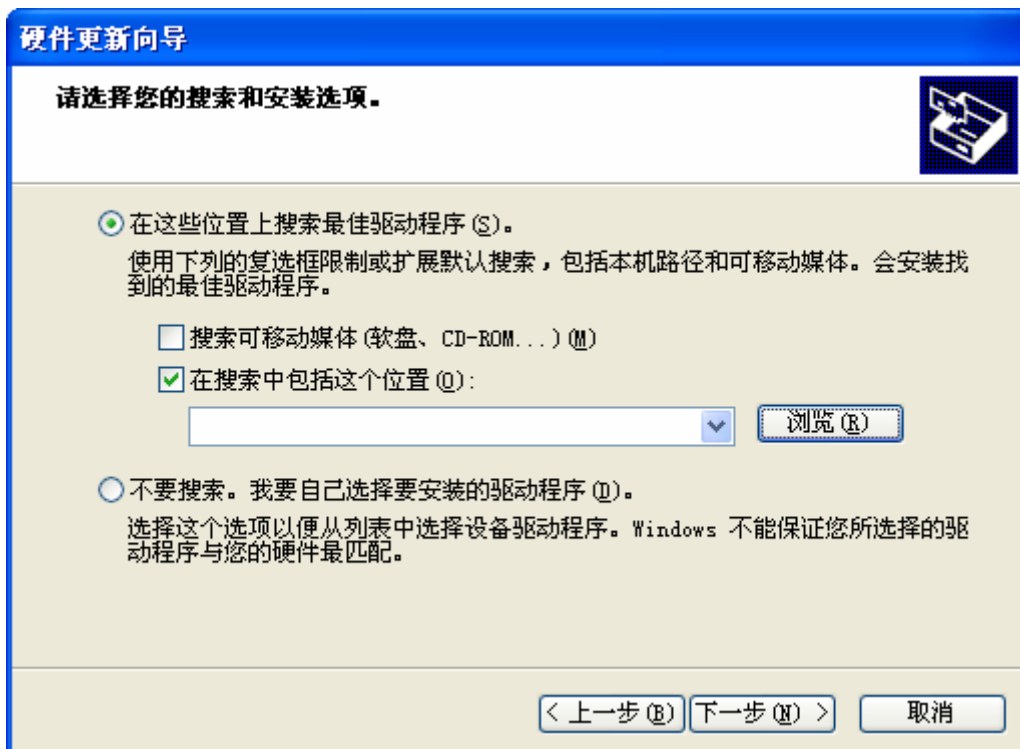 硬件更新向导
请选择您的搜索和安装选项。
在这些位置上搜索最佳驱动程序(S)。
使用下列的复选框限制或扩展默认搜索，包括本机路径和可移动媒体。会安装找
到的最佳驱动程序。
搜索可移动媒体(软盘、CD-ROM...)(M)
在搜索中包括这个位置(O):
浏览(R)
不要搜索。我要自己选择要安装的驱动程序(D)。
选择这个选项以便从列表中选择设备驱动程序。Windows 不能保证您所选择的驱
动程序与您的硬件最匹配。
< 上一步(B) 下一步(N) > 取消